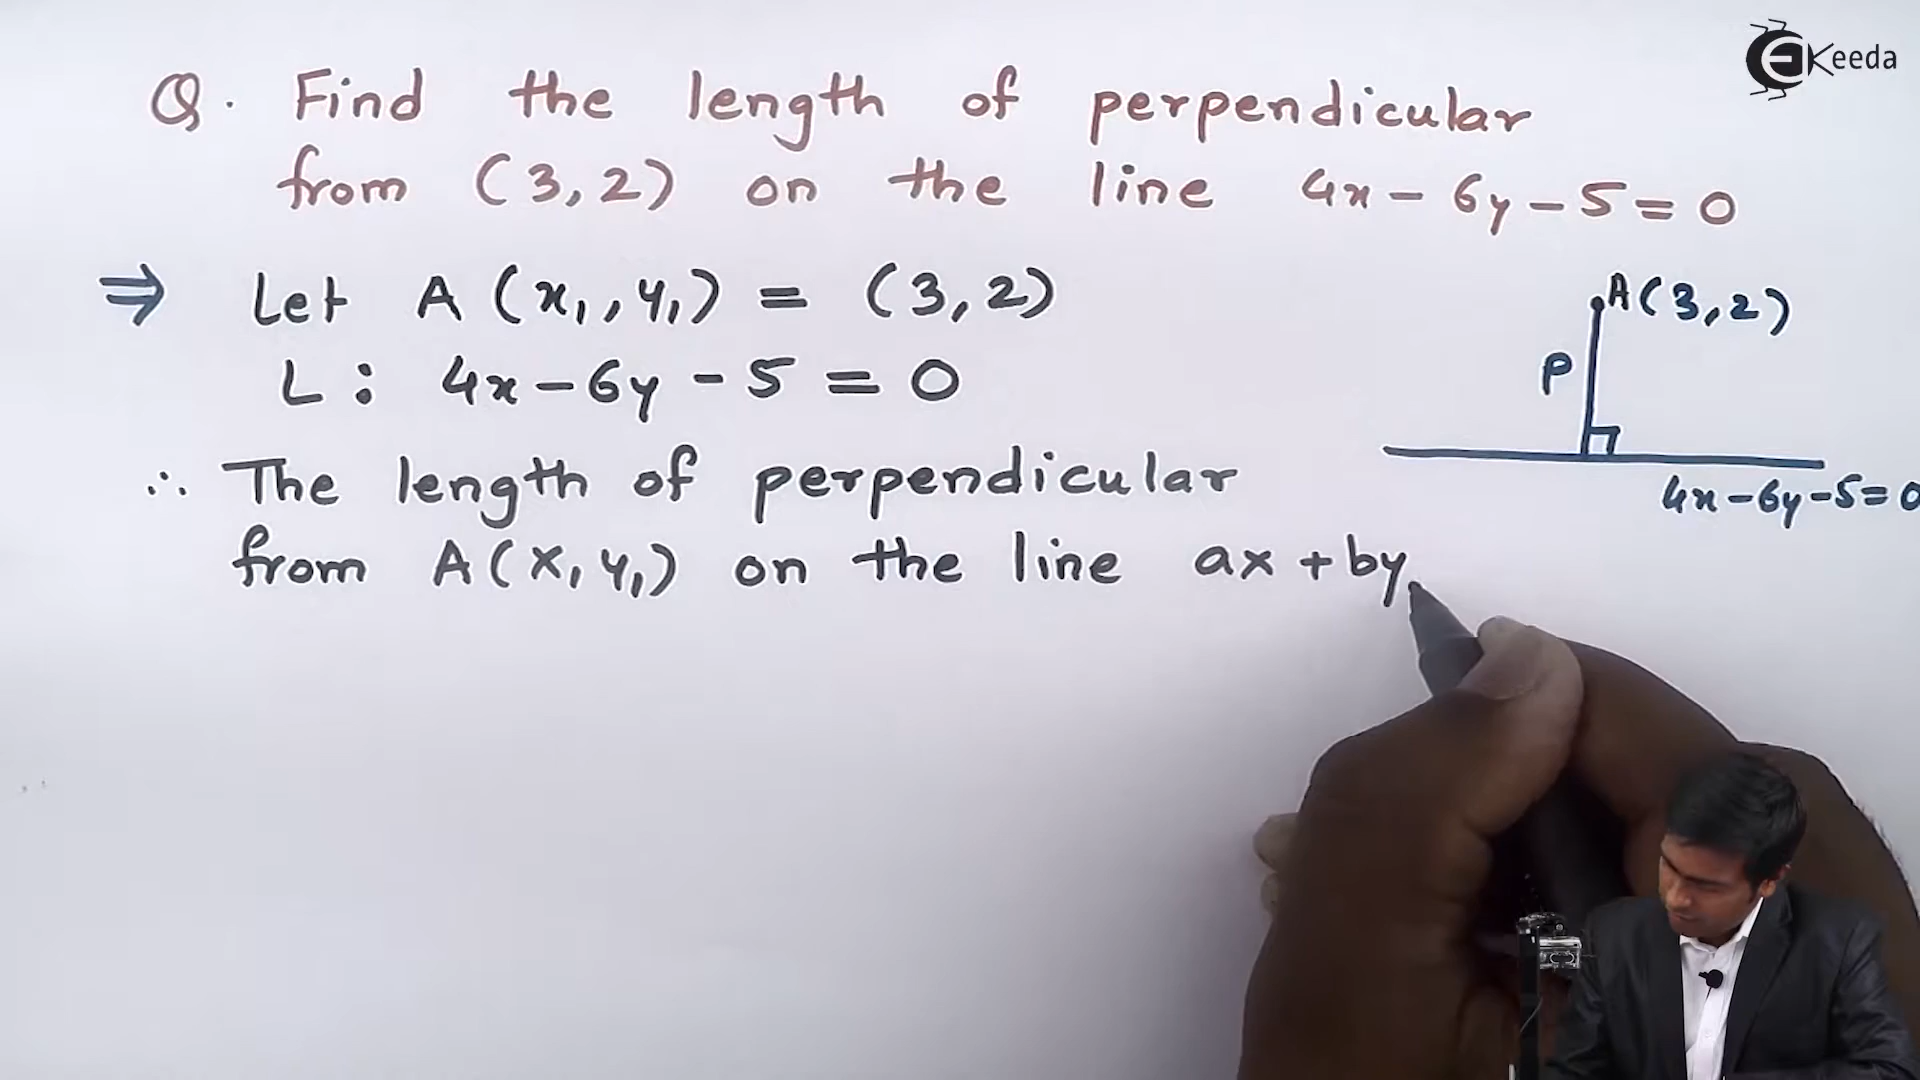 EKeeda
Q. Find the length of perpendicular
from (3,2) on the line 4x - 6y - 5 = 0
⇒ Let A (x₁, y₁) = (3,2)
A(3,2)
P
L : 4x - 6y - 5 = 0
4x - 6y - 5 = 0
∴ The length of perpendicular
from A(x₁ y₁) on the line ax + by